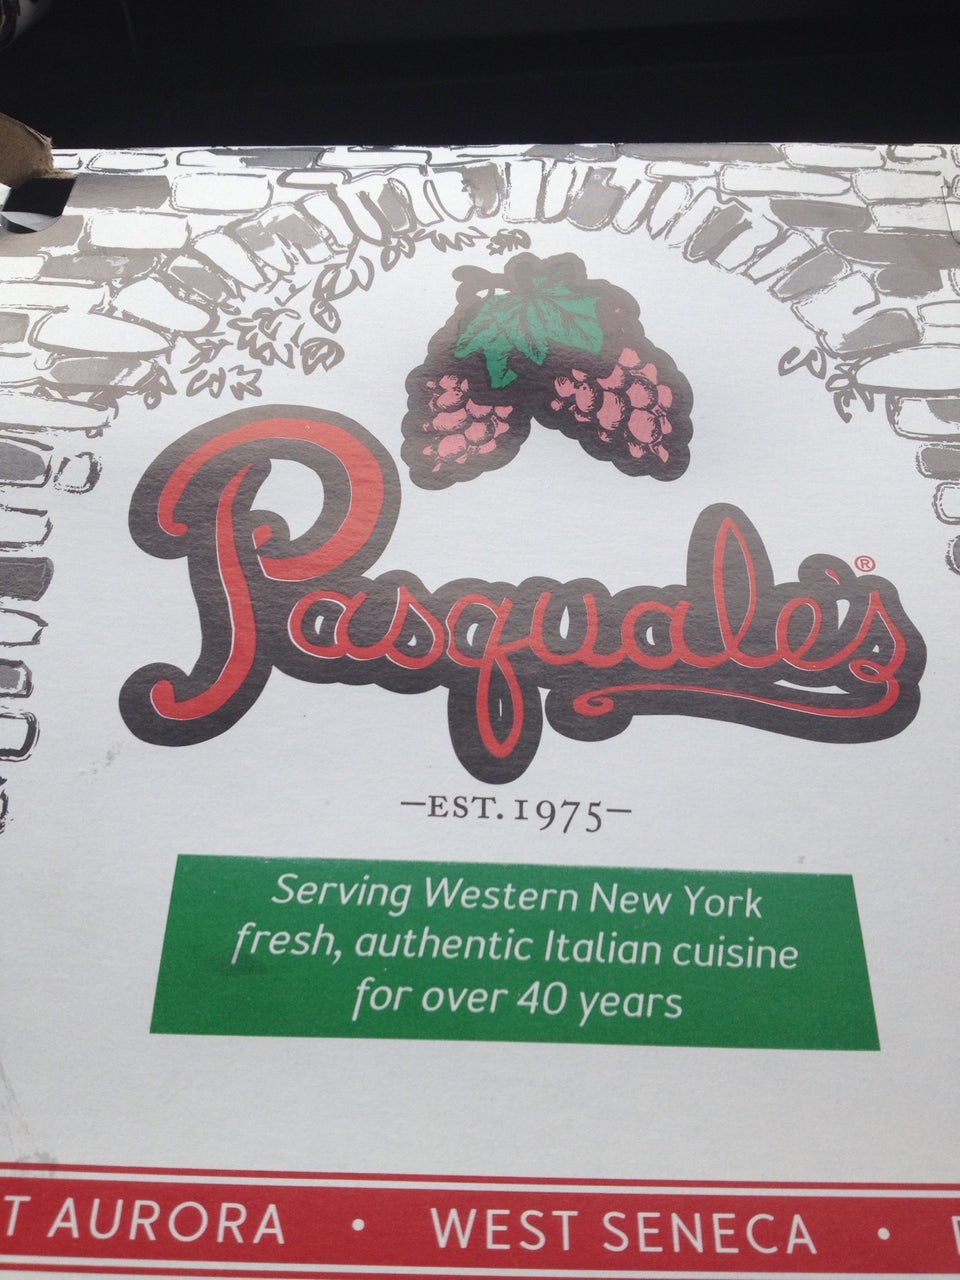 Pasquale's®
–EST. 1975–
Serving Western New York
fresh, authentic Italian cuisine
for over 40 years
T AURORA • WEST SENECA •